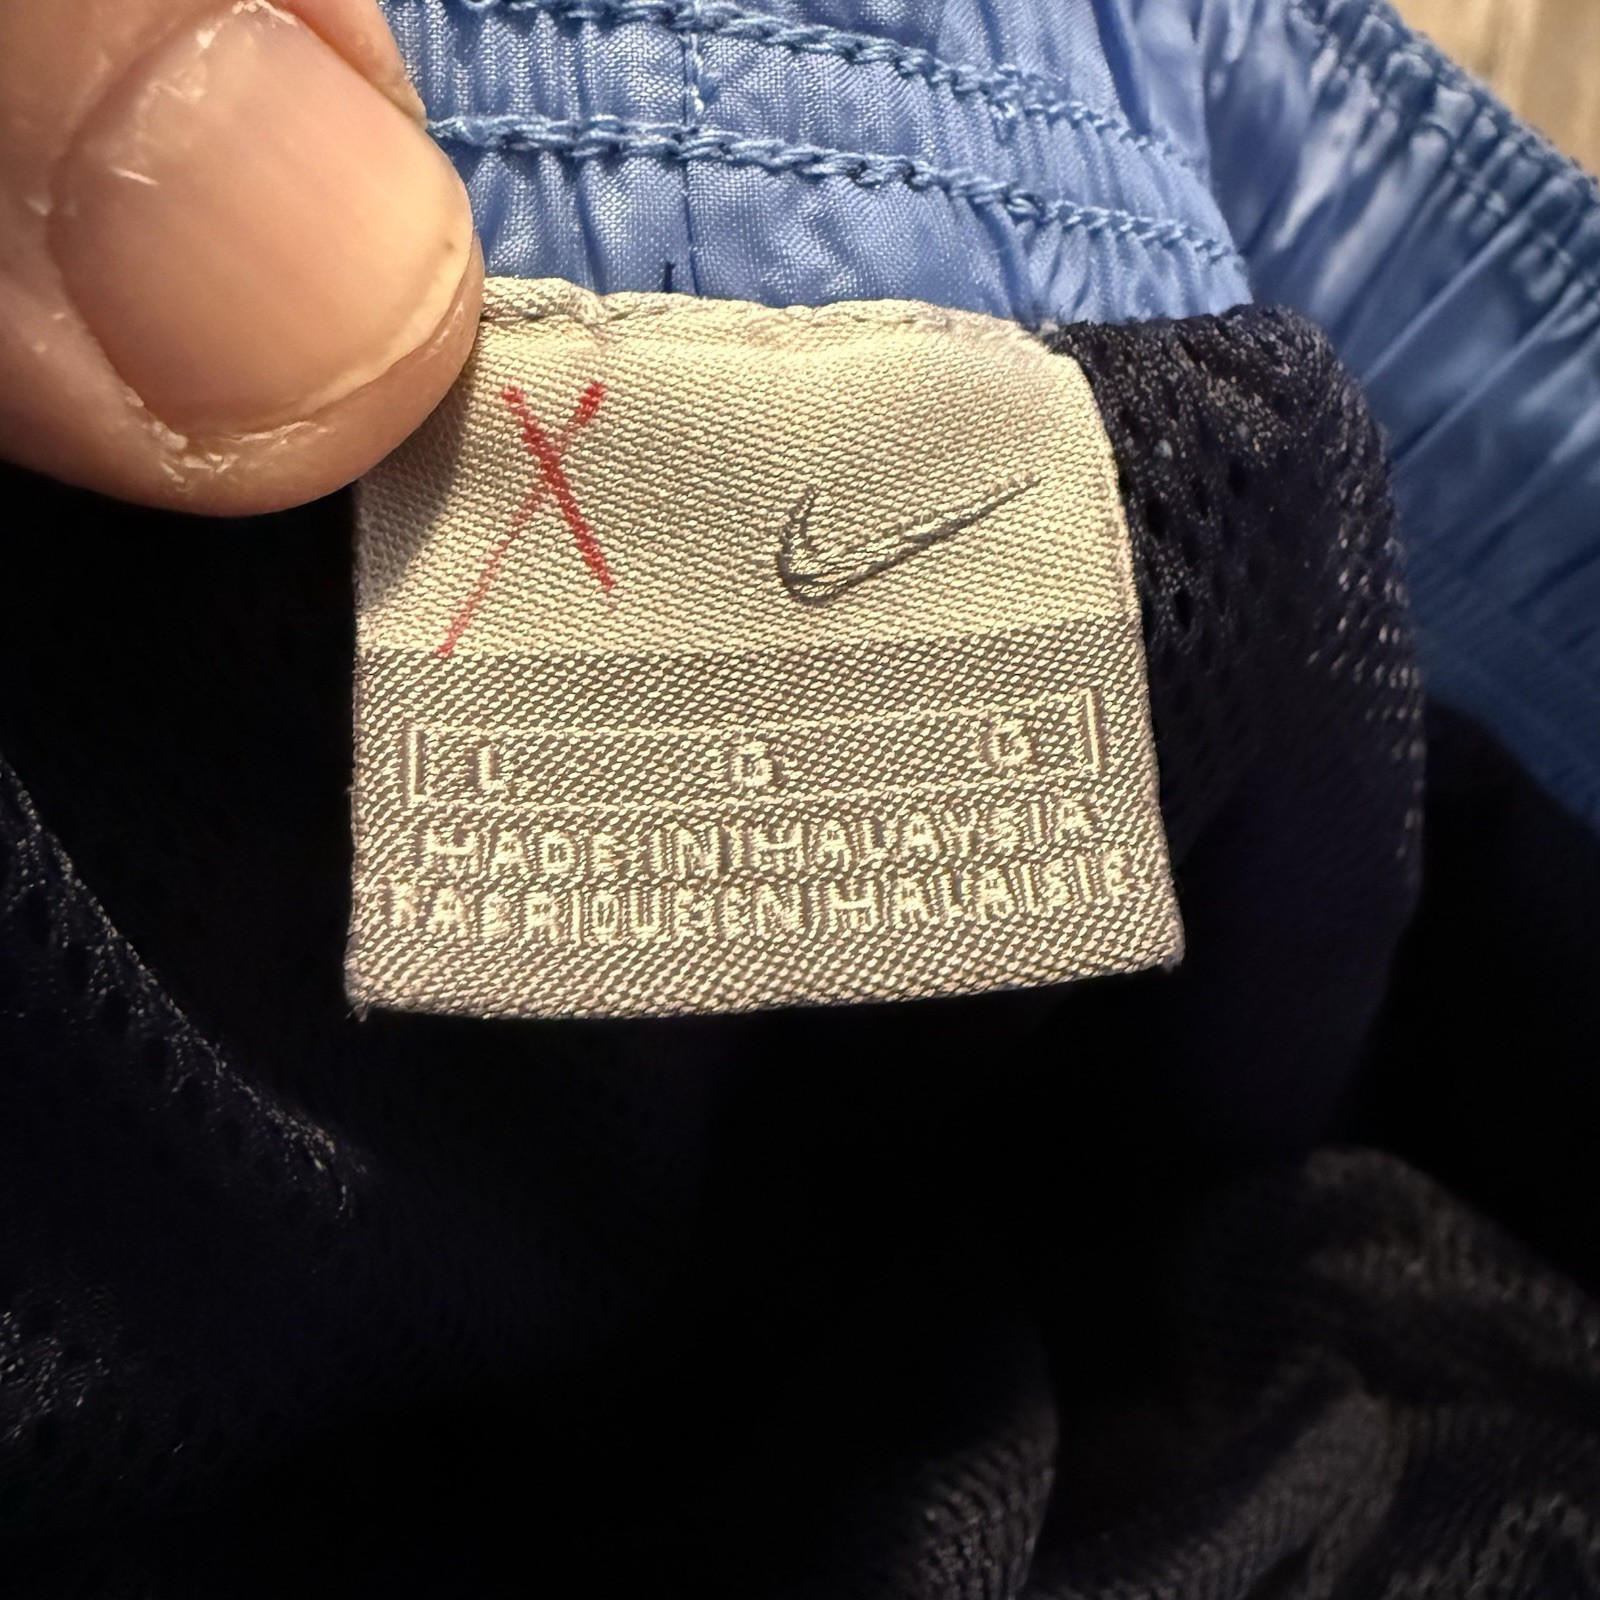 X
L G G
MADE IN MALAYSIA
FABRIQUE EN MALAISIE